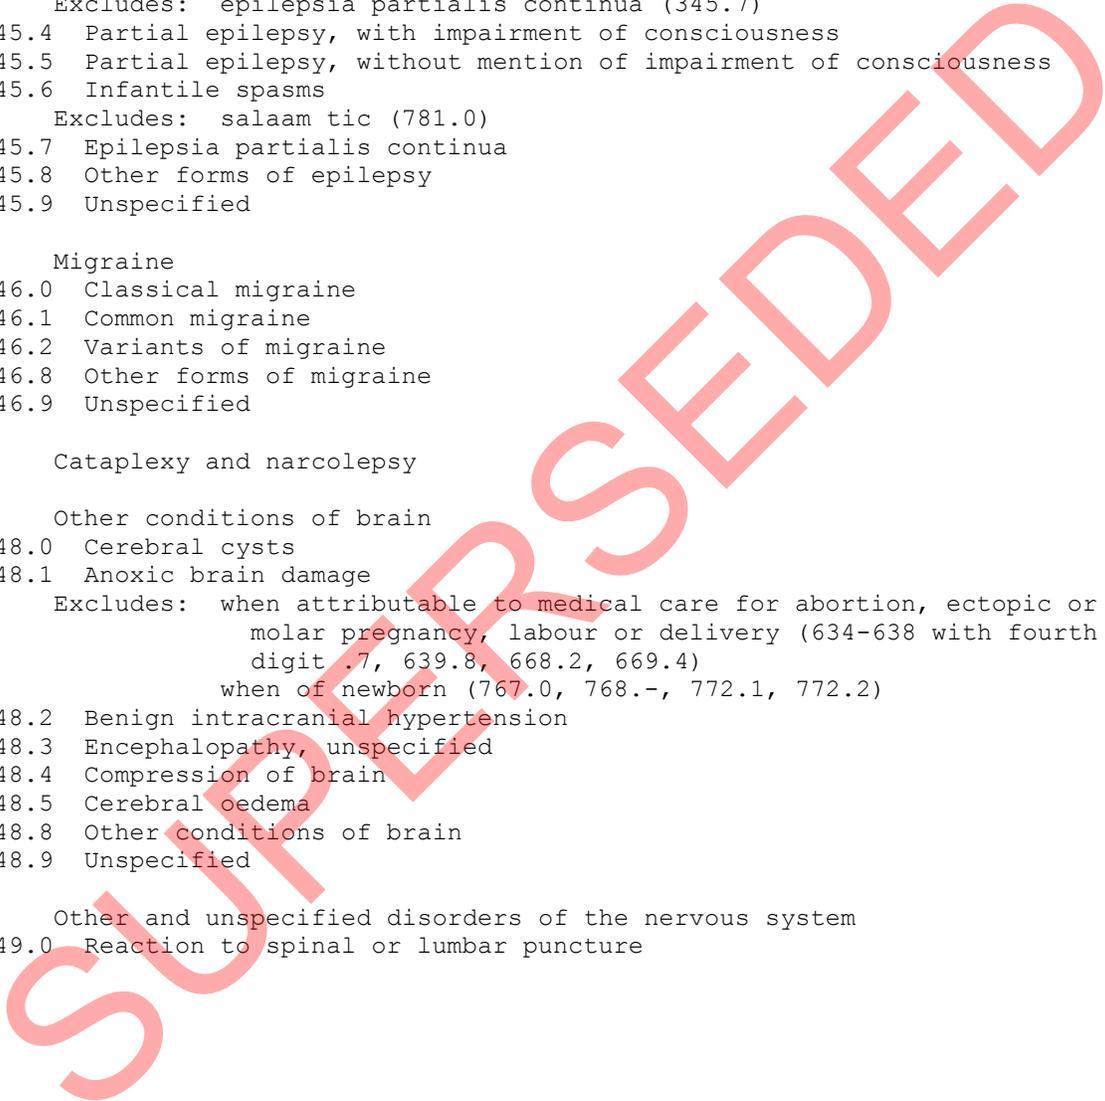 Excludes:  epilepsia partialis continua (345.7)
45.4  Partial epilepsy, with impairment of consciousness
45.5  Partial epilepsy, without mention of impairment of consciousness
45.6  Infantile spasms
Excludes:  salaam tic (781.0)
45.7  Epilepsia partialis continua
45.8  Other forms of epilepsy
45.9  Unspecified
Migraine
46.0  Classical migraine
46.1  Common migraine
46.2  Variants of migraine
46.8  Other forms of migraine
46.9  Unspecified
Cataplexy and narcolepsy
Other conditions of brain
48.0  Cerebral cysts
48.1  Anoxic brain damage
Excludes:  when attributable to medical care for abortion, ectopic or
molar pregnancy, labour or delivery (634-638 with fourth
digit .7, 639.8, 668.2, 669.4)
when of newborn (767.0, 768.-, 772.1, 772.2)
48.2  Benign intracranial hypertension
48.3  Encephalopathy, unspecified
48.4  Compression of brain
48.5  Cerebral oedema
48.8  Other conditions of brain
48.9  Unspecified
Other and unspecified disorders of the nervous system
49.0  Reaction to spinal or lumbar puncture
SUPERSEDED